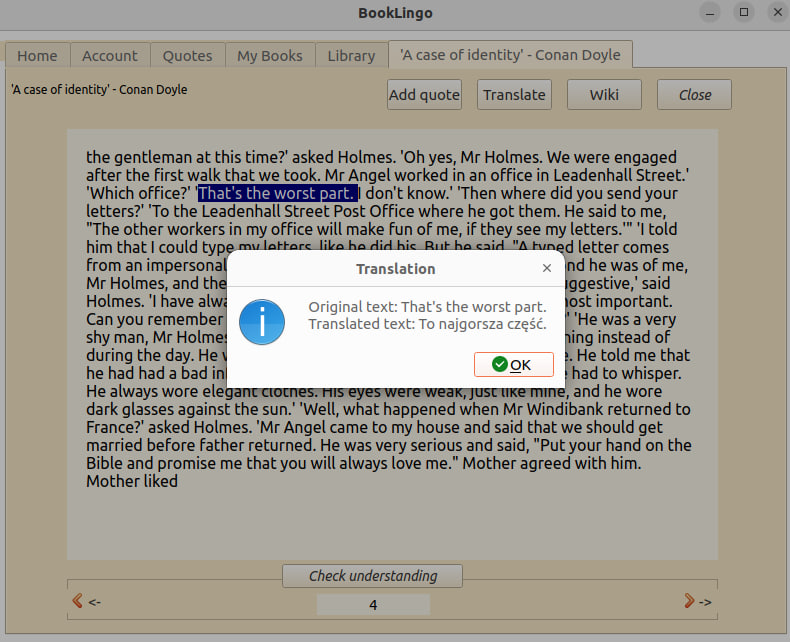 BookLingo
Home Account Quotes My Books Library 'A case of identity' - Conan Doyle
'A case of identity' - Conan Doyle
Add quote Translate Wiki Close
the gentleman at this time?' asked Holmes. 'Oh yes, Mr Holmes. We were engaged
after the first walk that we took. Mr Angel worked in an office in Leadenhall Street.'
'Which office?' 'That's the worst part. I don't know.' 'Then where did you send your
letters?' 'To the Leadenhall Street Post Office where he got them. He said to me,
"The other workers in my office will make fun of me, if they see my letters.'" 'I told
him that I could type my letters, like he did his. But he said, "A typed letter comes
from an impersonal nd he was of me,
Mr Holmes, and the uggestive,' said
Holmes. 'I have alwa most important.
Can you remember ?' 'He was a very
shy man, Mr Holmes ning instead of
during the day. He w e. He told me that
he had had a bad in had to whisper.
He always wore elegant clothes. His eyes were weak, just like mine, and he wore
dark glasses against the sun.' 'Well, what happened when Mr Windibank returned to
France?' asked Holmes. 'Mr Angel came to my house and said that we should get
married before father returned. He was very serious and said, "Put your hand on the
Bible and promise me that you will always love me." Mother agreed with him.
Mother liked
Translation
Original text: That's the worst part.
Translated text: To najgorsza część.
OK
Check understanding
<- 4 ->